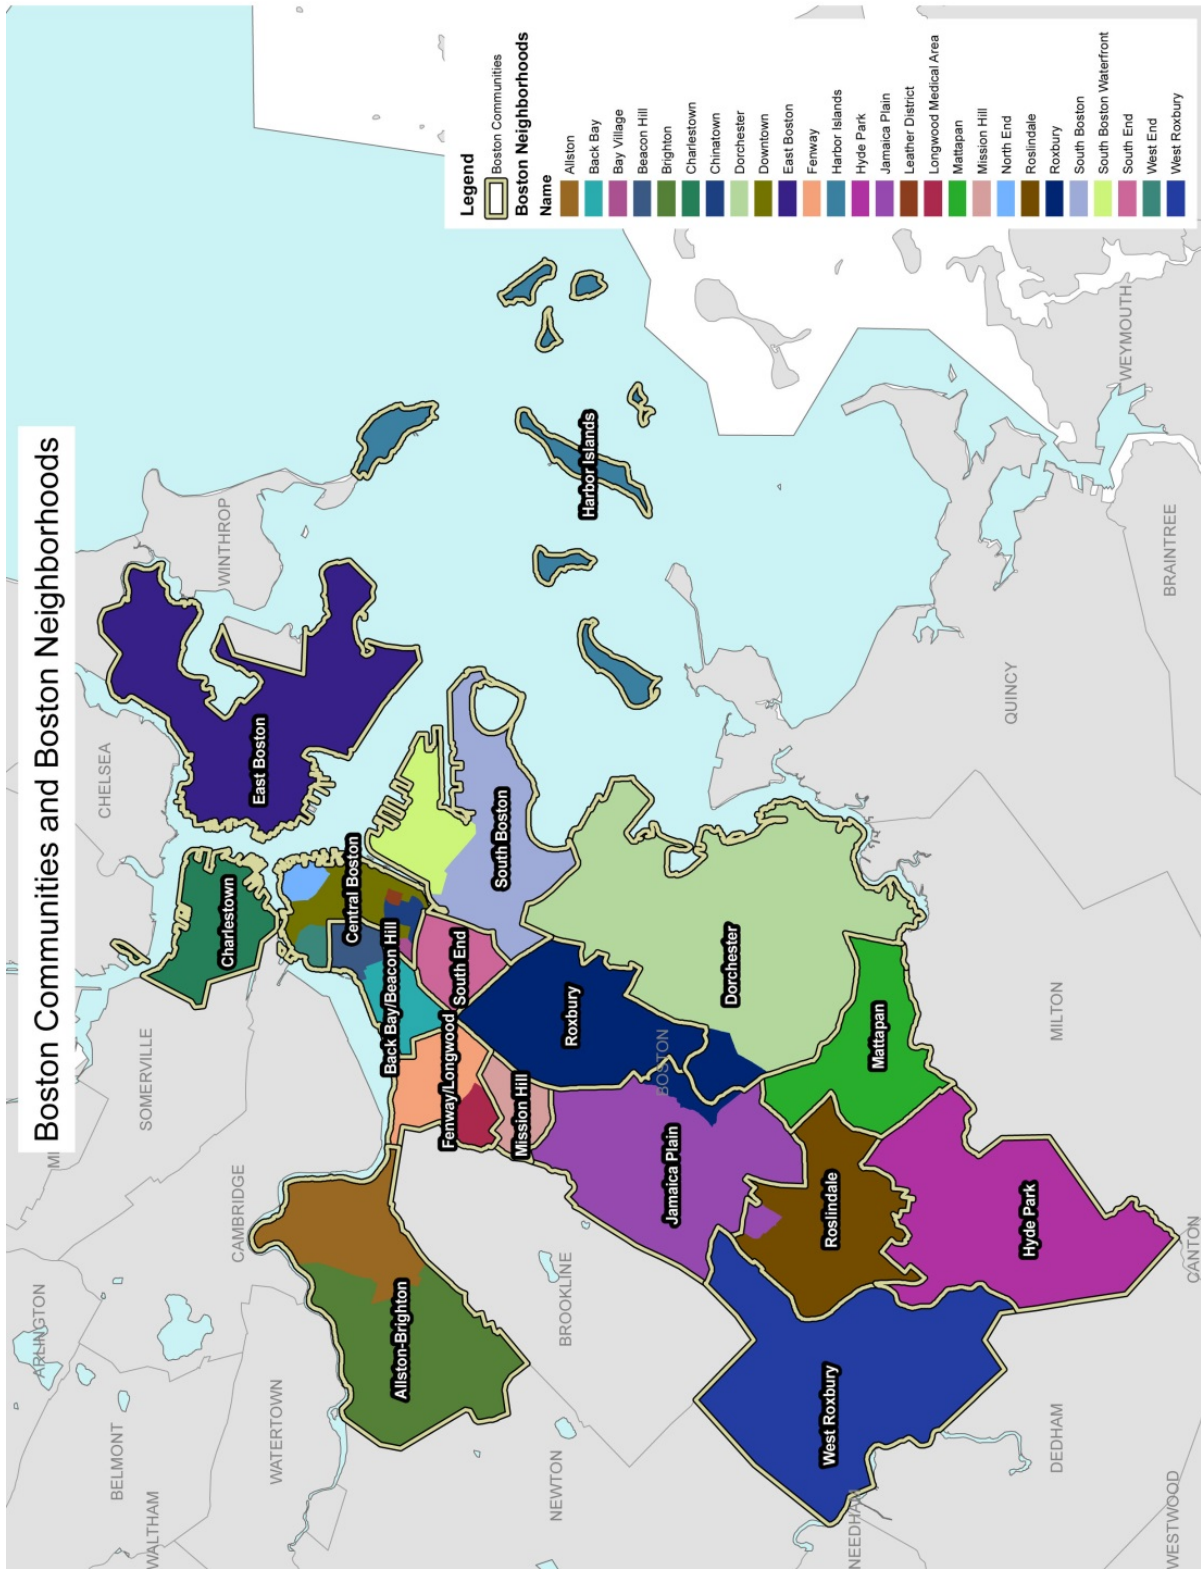 Boston Communities and Boston Neighborhoods
Legend
Boston Communities
Boston Neighborhoods
Name
Allston
Back Bay
Bay Village
Beacon Hill
Brighton
Charlestown
Chinatown
Dorchester
Downtown
East Boston
Fenway
Harbor Islands
Hyde Park
Jamaica Plain
Leather District
Longwood Medical Area
Mattapan
Mission Hill
North End
Roslindale
Roxbury
South Boston
South Boston Waterfront
South End
West End
West Roxbury
ARLINGTON
BELMONT
WALTHAM
WATERTOWN
CAMBRIDGE
SOMERVILLE
CHELSEA
WINTHROP
Charlestown
East Boston
Central Boston
Back Bay/Beacon Hill
Allston-Brighton
Fenway/Longwood
South End
South Boston
Mission Hill
Harbor Islands
NEWTON
BROOKLINE
Roxbury
BOSTON
Jamaica Plain
Dorchester
West Roxbury
Roslindale
Mattapan
NEEDHAM
Hyde Park
DEDHAM
MILTON
QUINCY
WEYMOUTH
BRAINTREE
WESTWOOD
CANTON